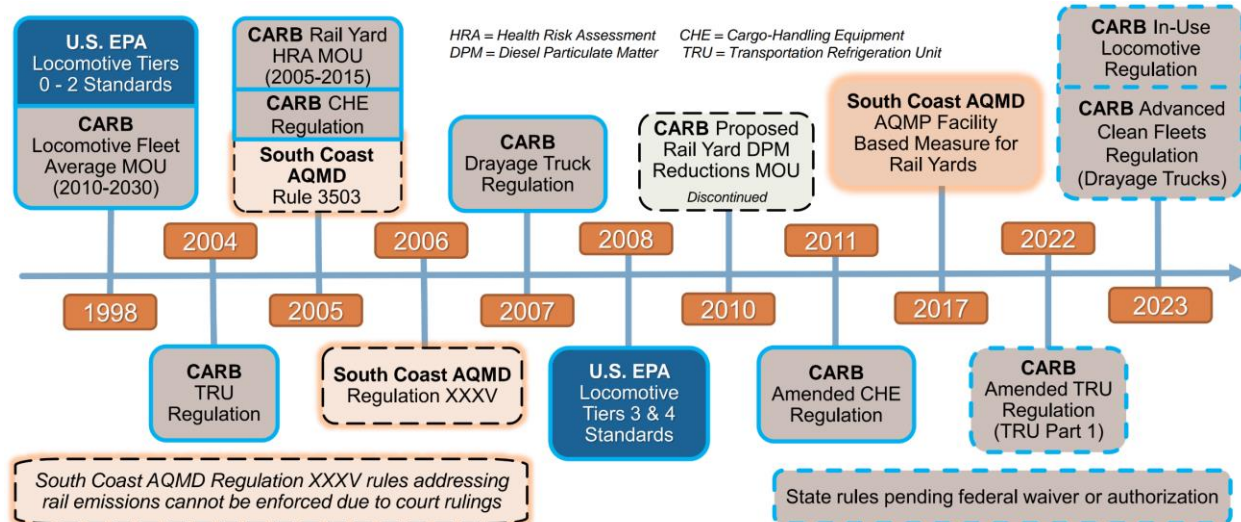 U.S. EPA
Locomotive Tiers
0 - 2 Standards
CARB
Locomotive Fleet
Average MOU
(2010-2030)
CARB Rail Yard
HRA MOU
(2005-2015)
CARB CHE
Regulation
South Coast
AQMD
Rule 3503
HRA = Health Risk Assessment
CHE = Cargo-Handling Equipment
DPM = Diesel Particulate Matter
TRU = Transportation Refrigeration Unit
CARB
Drayage Truck
Regulation
CARB Proposed
Rail Yard DPM
Reductions MOU
Discontinued
South Coast AQMD
AQMP Facility
Based Measure for
Rail Yards
CARB In-Use
Locomotive
Regulation
CARB Advanced
Clean Fleets
Regulation
(Drayage Trucks)
2004
2006
2008
2011
2022
1998
2005
2007
2010
2017
2023
CARB
TRU
Regulation
South Coast AQMD
Regulation XXXV
U.S. EPA
Locomotive
Tiers 3 & 4
Standards
CARB
Amended CHE
Regulation
CARB
Amended TRU
Regulation
(TRU Part 1)
South Coast AQMD Regulation XXXV rules addressing
rail emissions cannot be enforced due to court rulings
State rules pending federal waiver or authorization